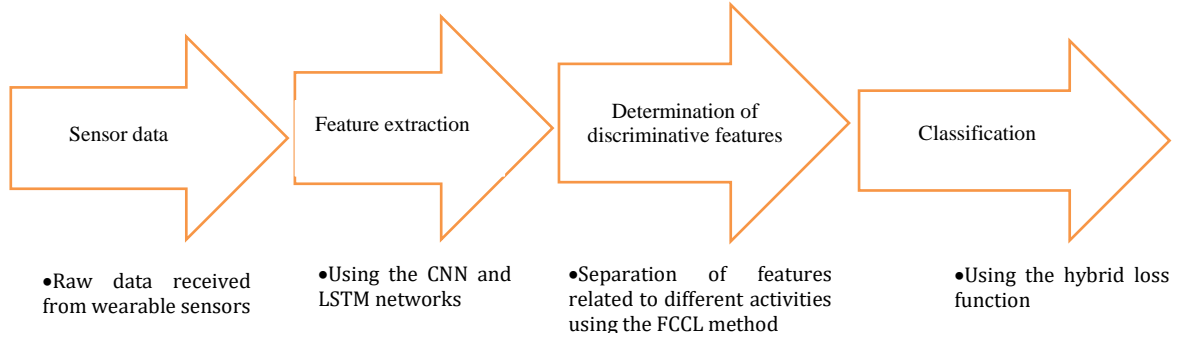 Sensor data
Feature extraction
Determination of
discriminative features
Classification
•Raw data received
from wearable sensors
•Using the CNN and
LSTM networks
•Separation of features
related to different activities
using the FCCL method
•Using the hybrid loss
function